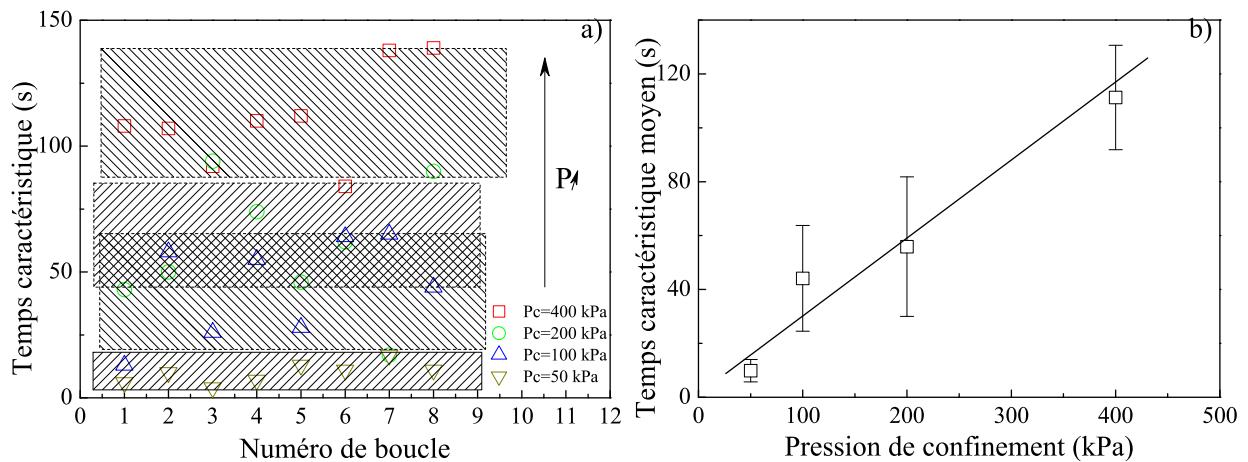 a)
Temps caractéristique (s)
150
100
50
0
P
Pc=400 kPa
Pc=200 kPa
Pc=100 kPa
Pc=50 kPa
1 2 3 4 5 6 7 8 9 10 11 12
Numéro de boucle
b)
Temps caractéristique moyen (s)
120
80
40
0
0 100 200 300 400 500
Pression de confinement (kPa)